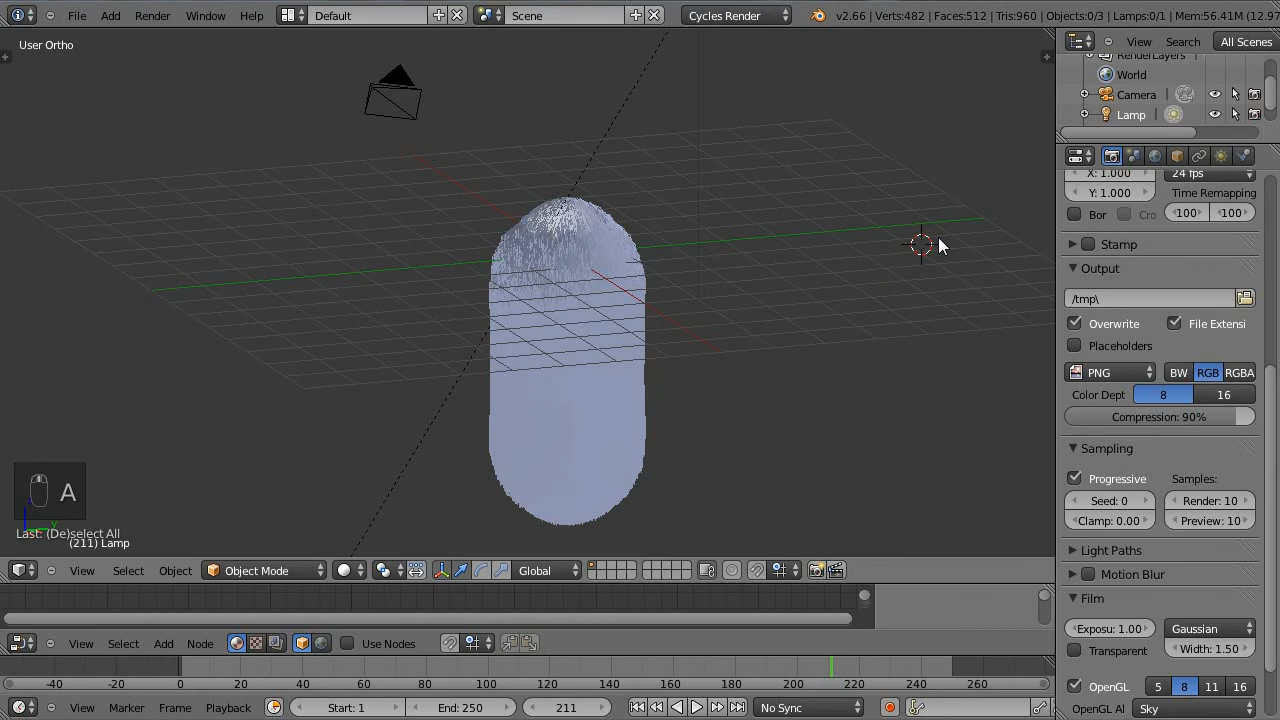 File Add Render Window Help Default Scene Cycles Render v2.66 | Verts:482 | Faces:512 | Tris:960 | Objects:0/3 | Lamps:0/1 | Mem:56.41M (12.97
User Ortho
View Search All Scenes
RenderLayers
World
Camera
Lamp
X: 1.000 24 fps
Y: 1.000 Time Remapping
Bor Cro 100 100
Stamp
Output
/tmp\
Overwrite File Extensi
Placeholders
PNG BW RGB RGBA
Color Dept 8 16
Compression: 90%
Sampling
Progressive Samples:
Seed: 0 Render: 10
Clamp: 0.00 Preview: 10
Light Paths
Motion Blur
Film
Exposu: 1.00 Gaussian
Transparent Width: 1.50
OpenGL 5 8 11 16
OpenGL Al Sky
A
Last: (De)select All
(211) Lamp
View Select Object Object Mode Global
View Select Add Node Use Nodes
-40 -20 0 20 40 60 80 100 120 140 160 180 200 220 240 260
View Marker Frame Playback Start: 1 End: 250 211 No Sync